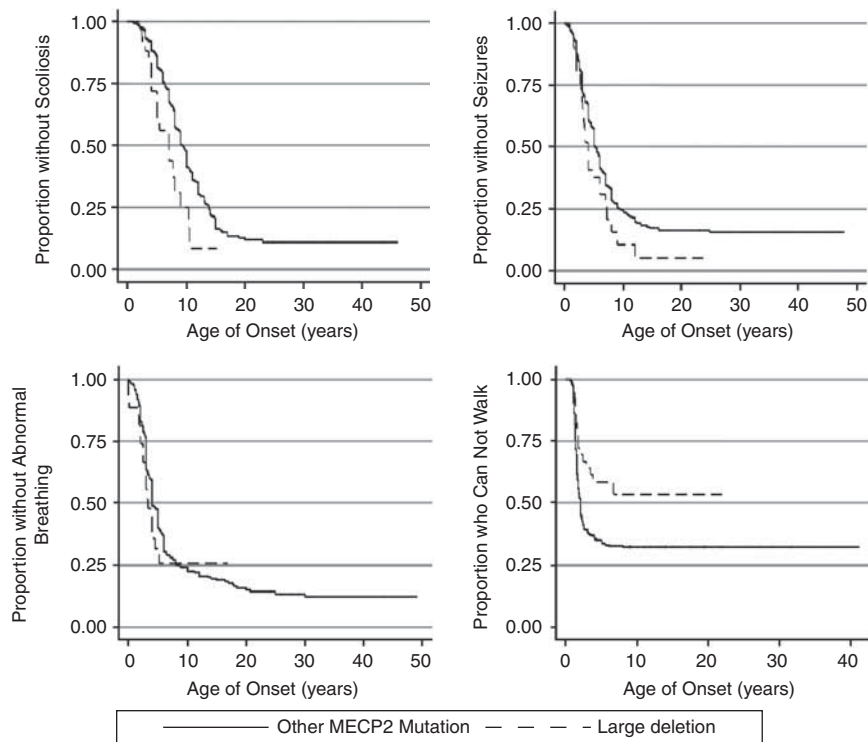 Proportion without Scoliosis
1.00
0.75
0.50
0.25
0.00
0 10 20 30 40 50
Age of Onset (years)
Proportion without Seizures
1.00
0.75
0.50
0.25
0.00
0 10 20 30 40 50
Age of Onset (years)
Proportion without Abnormal
Breathing
1.00
0.75
0.50
0.25
0.00
0 10 20 30 40 50
Age of Onset (years)
Proportion who Can Not Walk
1.00
0.75
0.50
0.25
0.00
0 10 20 30 40
Age of Onset (years)
Other MECP2 Mutation Large deletion